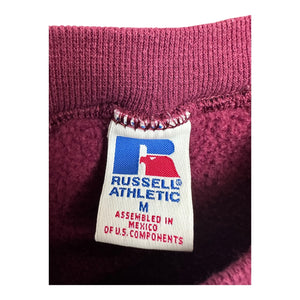 RUSSELL
ATHLETIC®
M
ASSEMBLED IN
MEXICO
OF U.S. COMPONENTS